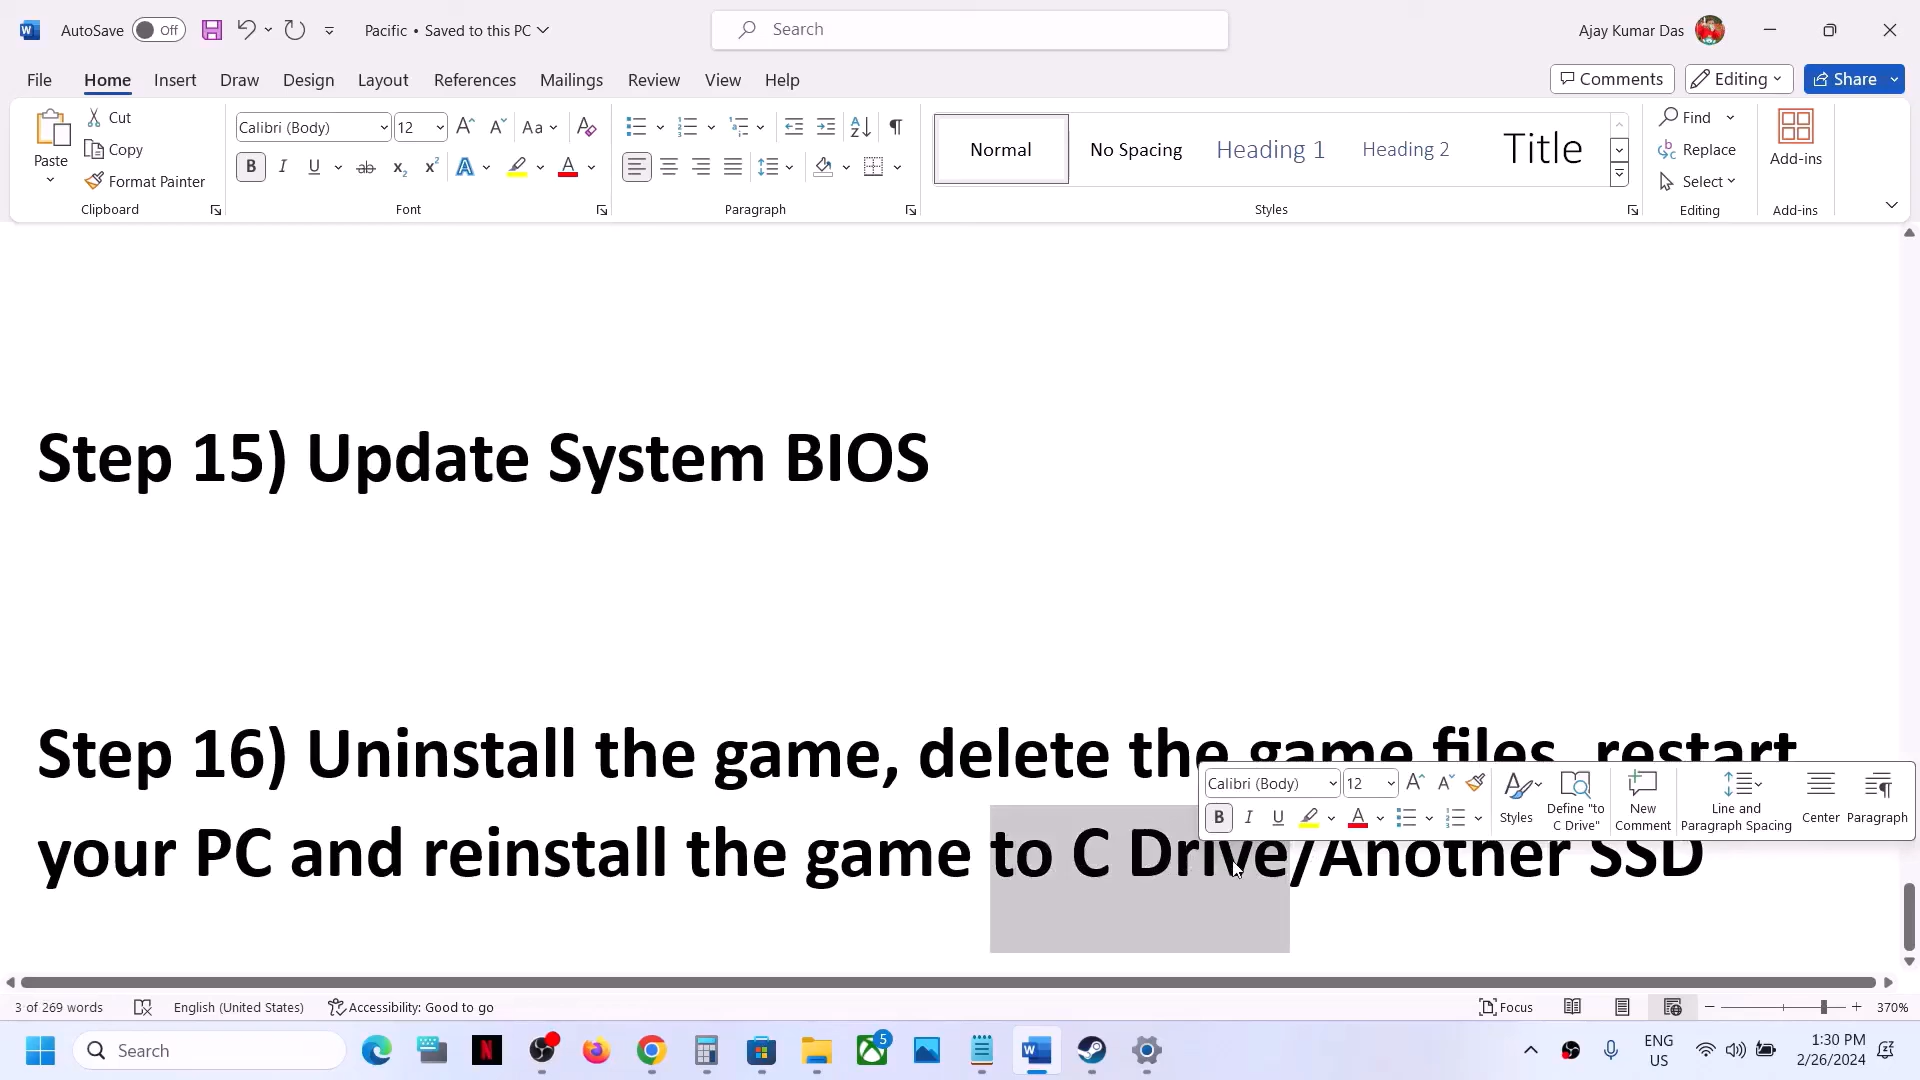 AutoSave Off Pacific • Saved to this PC Search Ajay Kumar Das
File Home Insert Draw Design Layout References Mailings Review View Help Comments Editing Share
Paste Cut Copy Format Painter Clipboard
Calibri (Body) 12 Font
Paragraph
Normal No Spacing Heading 1 Heading 2 Title Styles
Find Replace Select Editing
Add-ins Add-ins
Step 15) Update System BIOS
Step 16) Uninstall the game, delete the game files, restart
your PC and reinstall the game to C Drive/Another SSD
Calibri (Body) 12
Styles Define "to C Drive" New Comment Line and Paragraph Spacing Center Paragraph
3 of 269 words English (United States) Accessibility: Good to go Focus 370%
Search 5 ENG US 1:30 PM 2/26/2024